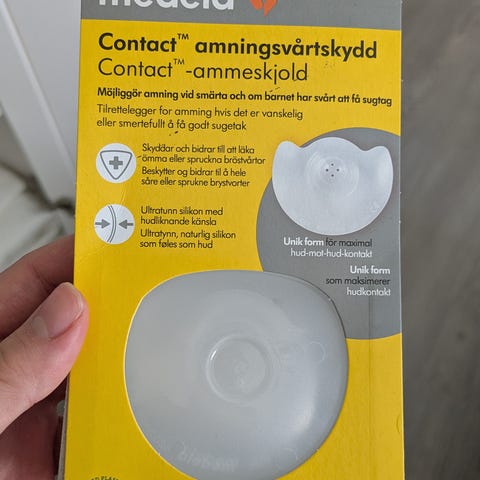 medela
Contact™ amningsvårtskydd
Contact™-ammeskjold
Möjliggör amning vid smärta och om barnet har svårt att få sugtag
Tilrettelegger for amming hvis det er vanskelig
eller smertefullt å få godt sugetak
Skyddar och bidrar till att läka
ömma eller spruckna bröstvårtor
Beskytter og bidrar til å hele
såre eller sprukne brystvorter
Ultratunn silikon med
hudliknande känsla
Ultratynn, naturlig silikon
som føles som hud
Unik form för maximal
hud-mot-hud-kontakt
Unik form
som maksimerer
hudkontakt
medela